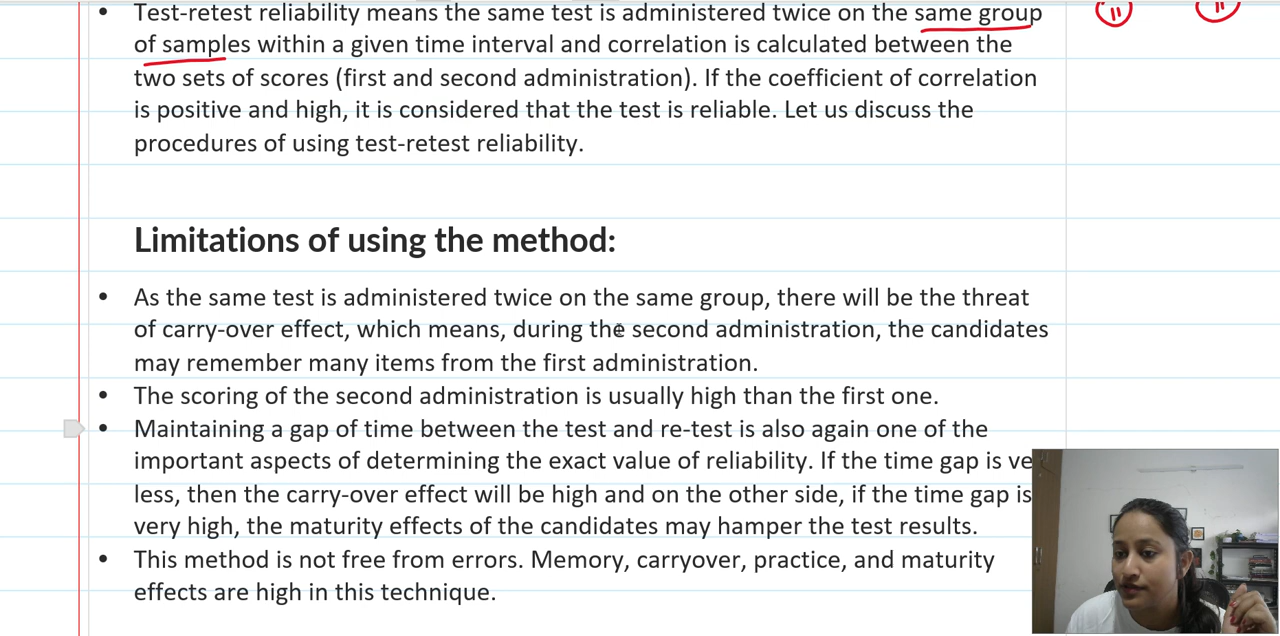 • Test-retest reliability means the same test is administered twice on the same group
of samples within a given time interval and correlation is calculated between the
two sets of scores (first and second administration). If the coefficient of correlation
is positive and high, it is considered that the test is reliable. Let us discuss the
procedures of using test-retest reliability.
Limitations of using the method:
• As the same test is administered twice on the same group, there will be the threat
of carry-over effect, which means, during the second administration, the candidates
may remember many items from the first administration.
• The scoring of the second administration is usually high than the first one.
• Maintaining a gap of time between the test and re-test is also again one of the
important aspects of determining the exact value of reliability. If the time gap is
less, then the carry-over effect will be high and on the other side, if the time gap is
very high, the maturity effects of the candidates may hamper the test results.
• This method is not free from errors. Memory, carryover, practice, and maturity
effects are high in this technique.